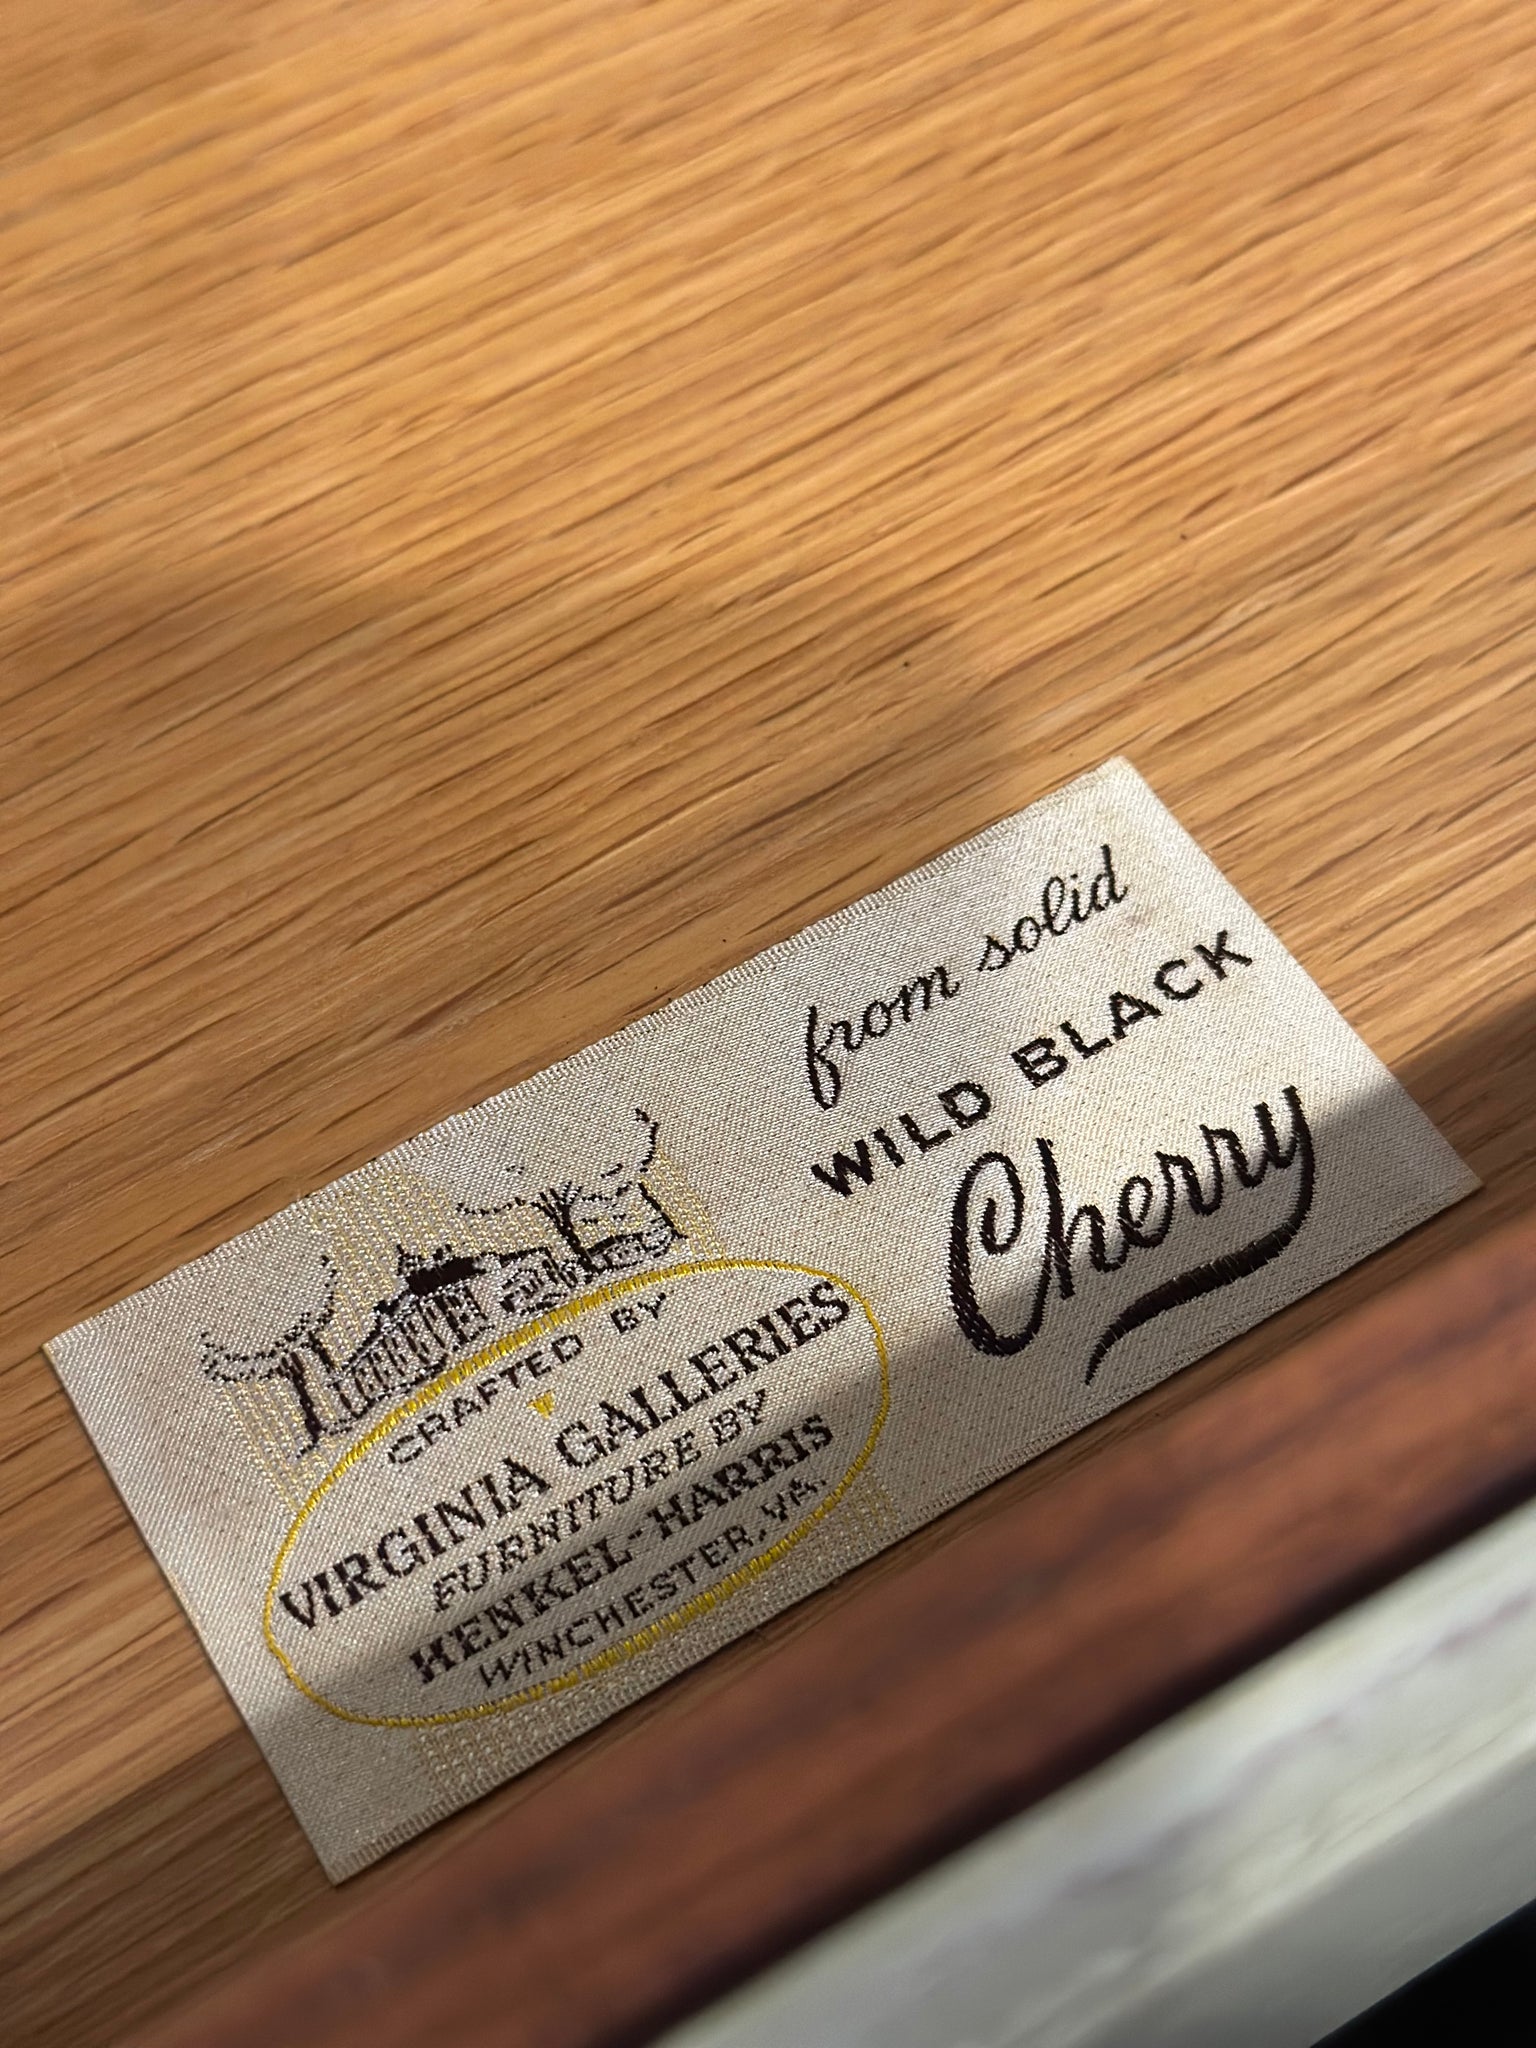 CRAFTED BY
VIRGINIA GALLERIES
FURNITURE BY
HENKEL-HARRIS
WINCHESTER, VA.
from solid
WILD BLACK
Cherry